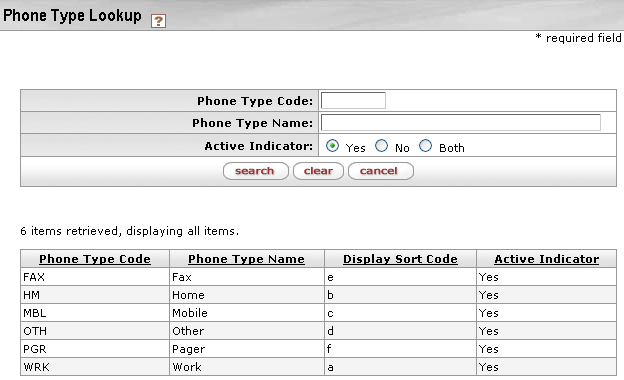 Phone Type Lookup ?
* required field
Phone Type Code:
Phone Type Name:
Active Indicator: Yes No Both
search clear cancel
6 items retrieved, displaying all items.
Phone Type Code Phone Type Name Display Sort Code Active Indicator
FAX Fax e Yes
HM Home b Yes
MBL Mobile c Yes
OTH Other d Yes
PGR Pager f Yes
WRK Work a Yes